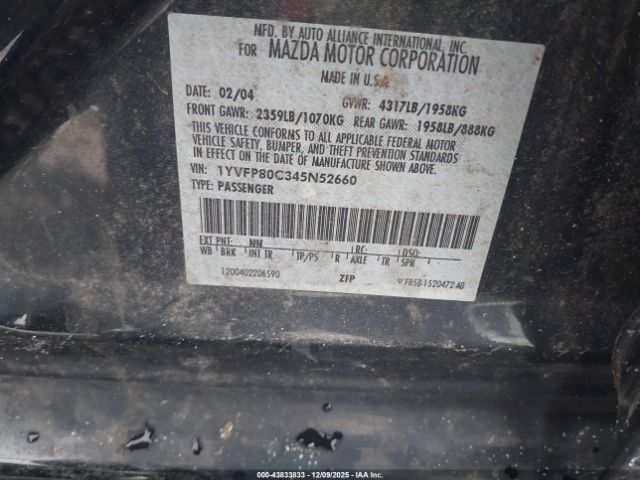 MFD. BY AUTO ALLIANCE INTERNATIONAL, INC.
FOR MAZDA MOTOR CORPORATION
MADE IN U.S.A
DATE: 02/04 GVWR: 4317LB/1958KG
FRONT GAWR: 2359LB/1070KG REAR GAWR: 1958LB/888KG
THIS VEHICLE CONFORMS TO ALL APPLICABLE FEDERAL MOTOR
VEHICLE SAFETY, BUMPER, AND THEFT PREVENTION STANDARDS
IN EFFECT ON THE DATE OF MANUFACTURE SHOWN ABOVE.
VIN: 1YVFP80C345N52660
TYPE: PASSENGER
EXT PNT: NN RC: DSO:
WB BRK INT TR TP/PS R AXLE TR SPR
1200402206590 ZFP F85B-1520472-AB
000-43833833 - 12/09/2025 - IAAC.